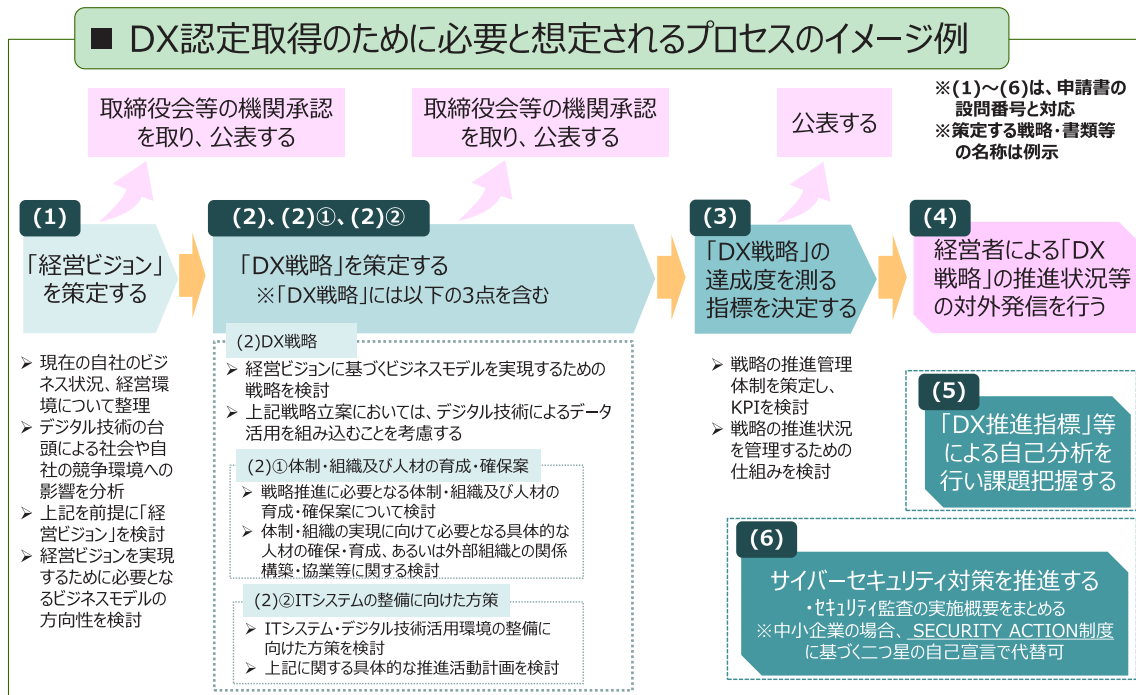 ■ DX認定取得のために必要と想定されるプロセスのイメージ例
取締役会等の機関承認
を取り、公表する
取締役会等の機関承認
を取り、公表する
公表する
※(1)～(6)は、申請書の
設問番号と対応
※策定する戦略・書類等
の名称は例示
(1)
「経営ビジョン」
を策定する
➢ 現在の自社のビジ
ネス状況、経営環
境について整理
➢ デジタル技術の台
頭による社会や自
社の競争環境への
影響を分析
➢ 上記を前提に「経
営ビジョン」を検討
➢ 経営ビジョンを実現
するために必要とな
るビジネスモデルの
方向性を検討
(2)、(2)①、(2)②
「DX戦略」を策定する
※「DX戦略」には以下の3点を含む
(2)DX戦略
➢ 経営ビジョンに基づくビジネスモデルを実現するための
戦略を検討
➢ 上記戦略立案においては、デジタル技術によるデータ
活用を組み込むことを考慮する
(2)①体制・組織及び人材の育成・確保案
➢ 戦略推進に必要となる体制・組織及び人材の
育成・確保案について検討
➢ 体制・組織の実現に向けて必要となる具体的な
人材の確保・育成、あるいは外部組織との関係
構築・協業等に関する検討
(2)②ITシステムの整備に向けた方策
➢ ITシステム・デジタル技術活用環境の整備に
向けた方策を検討
➢ 上記に関する具体的な推進活動計画を検討
(3)
「DX戦略」の
達成度を測る
指標を決定する
➢ 戦略の推進管理
体制を策定し、
KPIを検討
➢ 戦略の推進状況
を管理するための
仕組みを検討
(4)
経営者による「DX
戦略」の推進状況等
の対外発信を行う
(5)
「DX推進指標」等
による自己分析を
行い課題把握する
(6)
サイバーセキュリティ対策を推進する
・セキュリティ監査の実施概要をまとめる
※中小企業の場合、SECURITY ACTION制度
に基づく二つ星の自己宣言で代替可